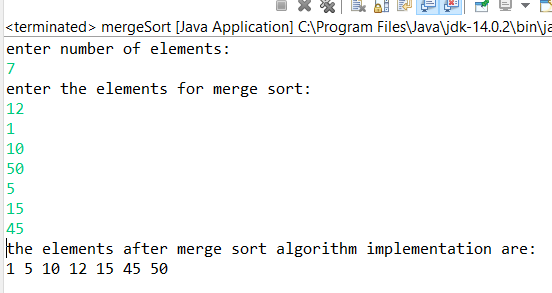 <terminated> mergeSort [Java Application] C:\Program Files\Java\jdk-14.0.2\bin\ja
enter number of elements:
7
enter the elements for merge sort:
12
1
10
50
5
15
45
the elements after merge sort algorithm implementation are:
1 5 10 12 15 45 50